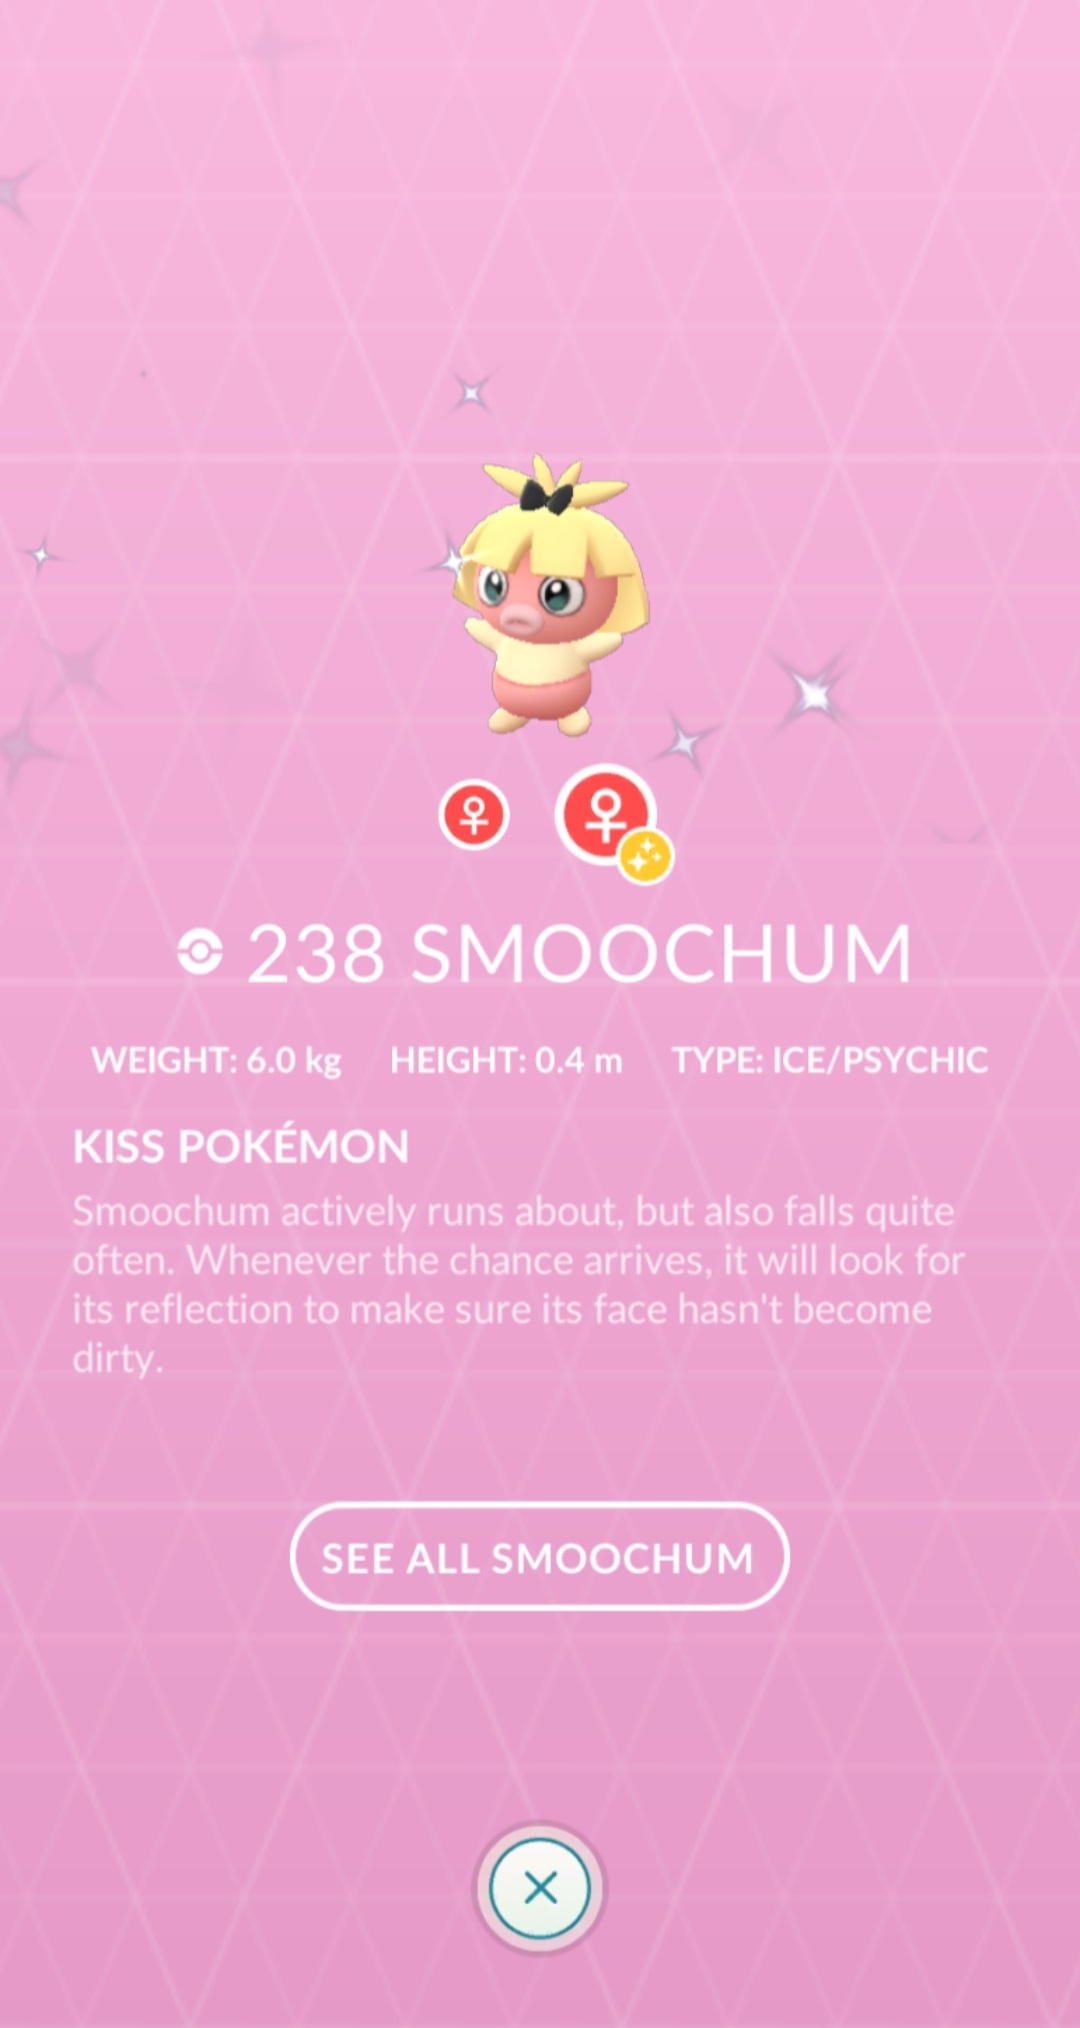 238 SMOOCHUM
WEIGHT: 6.0 kg HEIGHT: 0.4 m TYPE: ICE/PSYCHIC
KISS POKÉMON
Smoochum actively runs about, but also falls quite
often. Whenever the chance arrives, it will look for
its reflection to make sure its face hasn't become
dirty.
SEE ALL SMOOCHUM